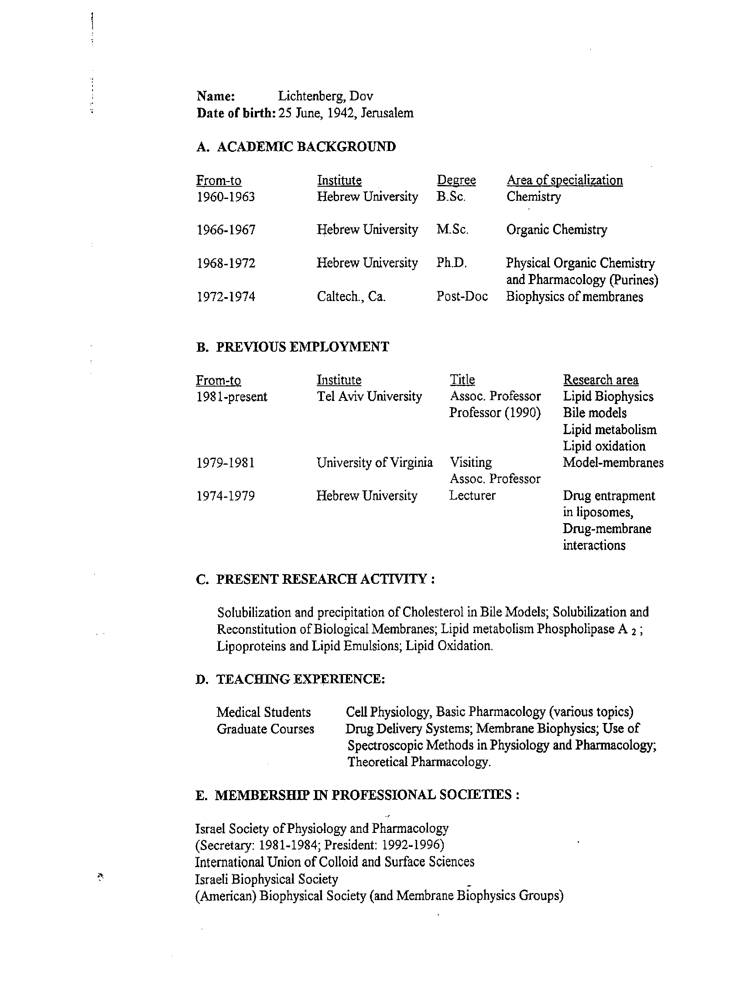 Name: Lichtenberg, Dov
Date of birth: 25 June, 1942, Jerusalem
A. ACADEMIC BACKGROUND
From-to Institute Degree Area of specialization
1960-1963 Hebrew University B.Sc. Chemistry
1966-1967 Hebrew University M.Sc. Organic Chemistry
1968-1972 Hebrew University Ph.D. Physical Organic Chemistry
and Pharmacology (Purines)
1972-1974 Caltech., Ca. Post-Doc Biophysics of membranes
B. PREVIOUS EMPLOYMENT
From-to Institute Title Research area
1981-present Tel Aviv University Assoc. Professor Lipid Biophysics
Professor (1990) Bile models
Lipid metabolism
Lipid oxidation
1979-1981 University of Virginia Visiting Model-membranes
Assoc. Professor
1974-1979 Hebrew University Lecturer Drug entrapment
in liposomes,
Drug-membrane
interactions
C. PRESENT RESEARCH ACTIVITY :
Solubilization and precipitation of Cholesterol in Bile Models; Solubilization and
Reconstitution of Biological Membranes; Lipid metabolism Phospholipase A 2 ;
Lipoproteins and Lipid Emulsions; Lipid Oxidation.
D. TEACHING EXPERIENCE:
Medical Students Cell Physiology, Basic Pharmacology (various topics)
Graduate Courses Drug Delivery Systems; Membrane Biophysics; Use of
Spectroscopic Methods in Physiology and Pharmacology;
Theoretical Pharmacology.
E. MEMBERSHIP IN PROFESSIONAL SOCIETIES :
Israel Society of Physiology and Pharmacology
(Secretary: 1981-1984; President: 1992-1996)
International Union of Colloid and Surface Sciences
Israeli Biophysical Society
(American) Biophysical Society (and Membrane Biophysics Groups)